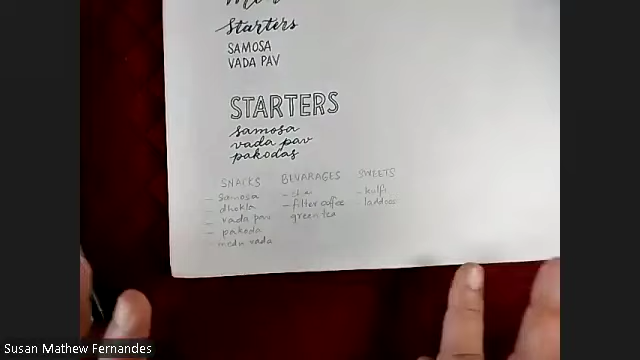 Starters
SAMOSA
VADA PAV
STARTERS
samosa
vada pav
pakodas
SNACKS
- samosa
- dhokla
- vada pav
- pakoda
- medu vada
BEVARAGES
- filter coffee
green tea
SWEETS
- kulfi
- laddoos
Susan Mathew Fernandes